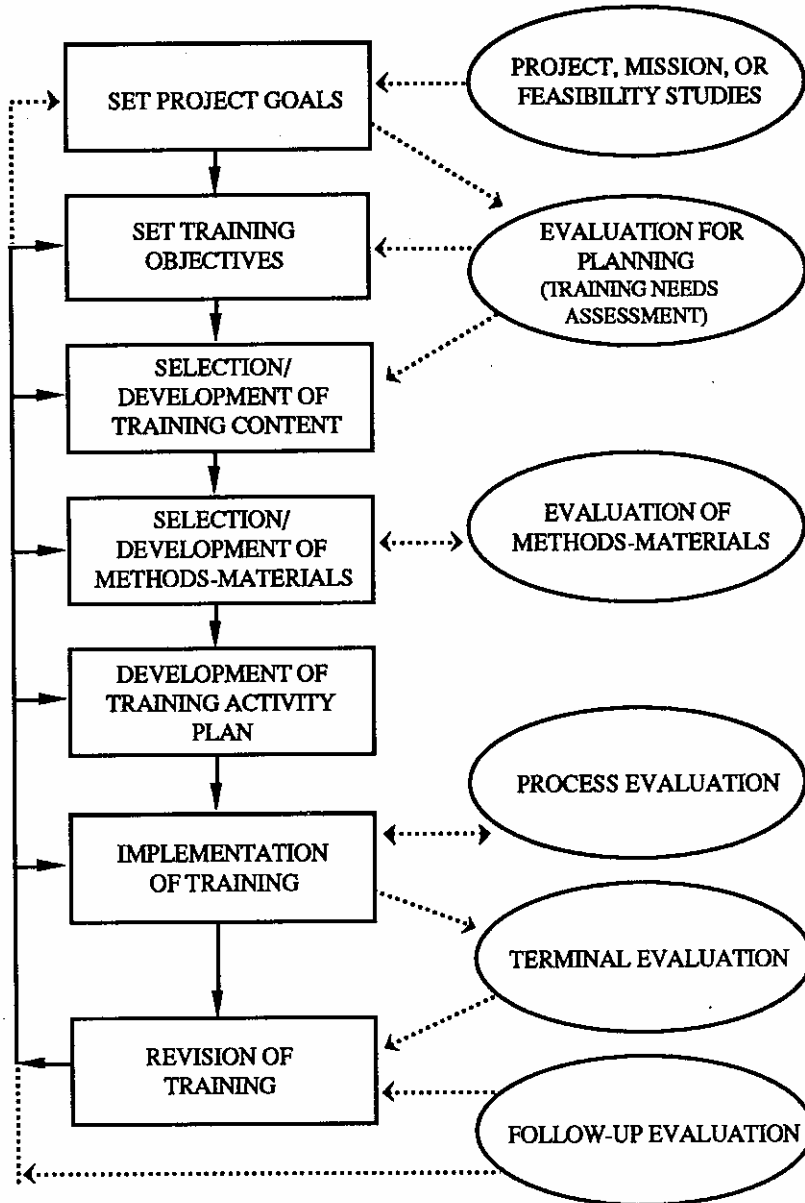 SET PROJECT GOALS
PROJECT, MISSION, OR
FEASIBILITY STUDIES
SET TRAINING
OBJECTIVES
EVALUATION FOR
PLANNING
(TRAINING NEEDS
ASSESSMENT)
SELECTION/
DEVELOPMENT OF
TRAINING CONTENT
SELECTION/
DEVELOPMENT OF
METHODS-MATERIALS
EVALUATION OF
METHODS-MATERIALS
DEVELOPMENT OF
TRAINING ACTIVITY
PLAN
PROCESS EVALUATION
IMPLEMENTATION
OF TRAINING
TERMINAL EVALUATION
REVISION OF
TRAINING
FOLLOW-UP EVALUATION